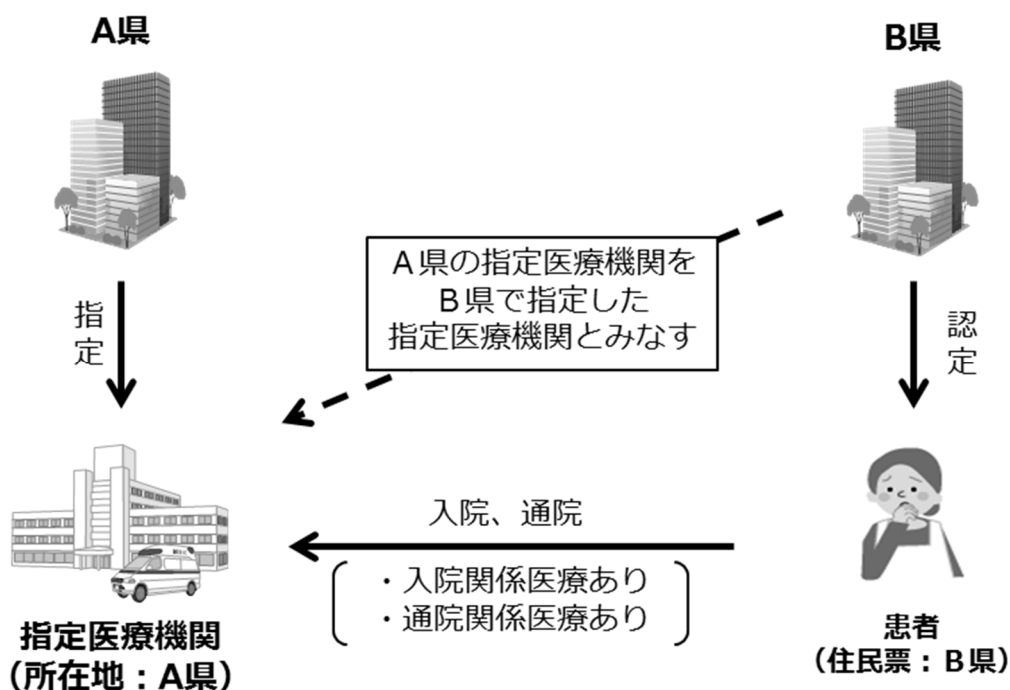 A県
B県
A県の指定医療機関を
B県で指定した
指定医療機関とみなす
指定
認定
入院、通院
・入院関係医療あり
・通院関係医療あり
指定医療機関
(所在地：A県)
患者
(住民票：B県)